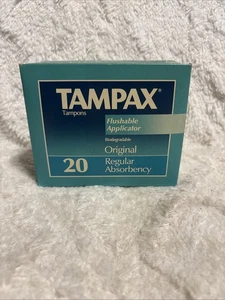 TAMPAX®
Tampons
Flushable
Applicator
Biodegradable
Original
20 Regular
Absorbency